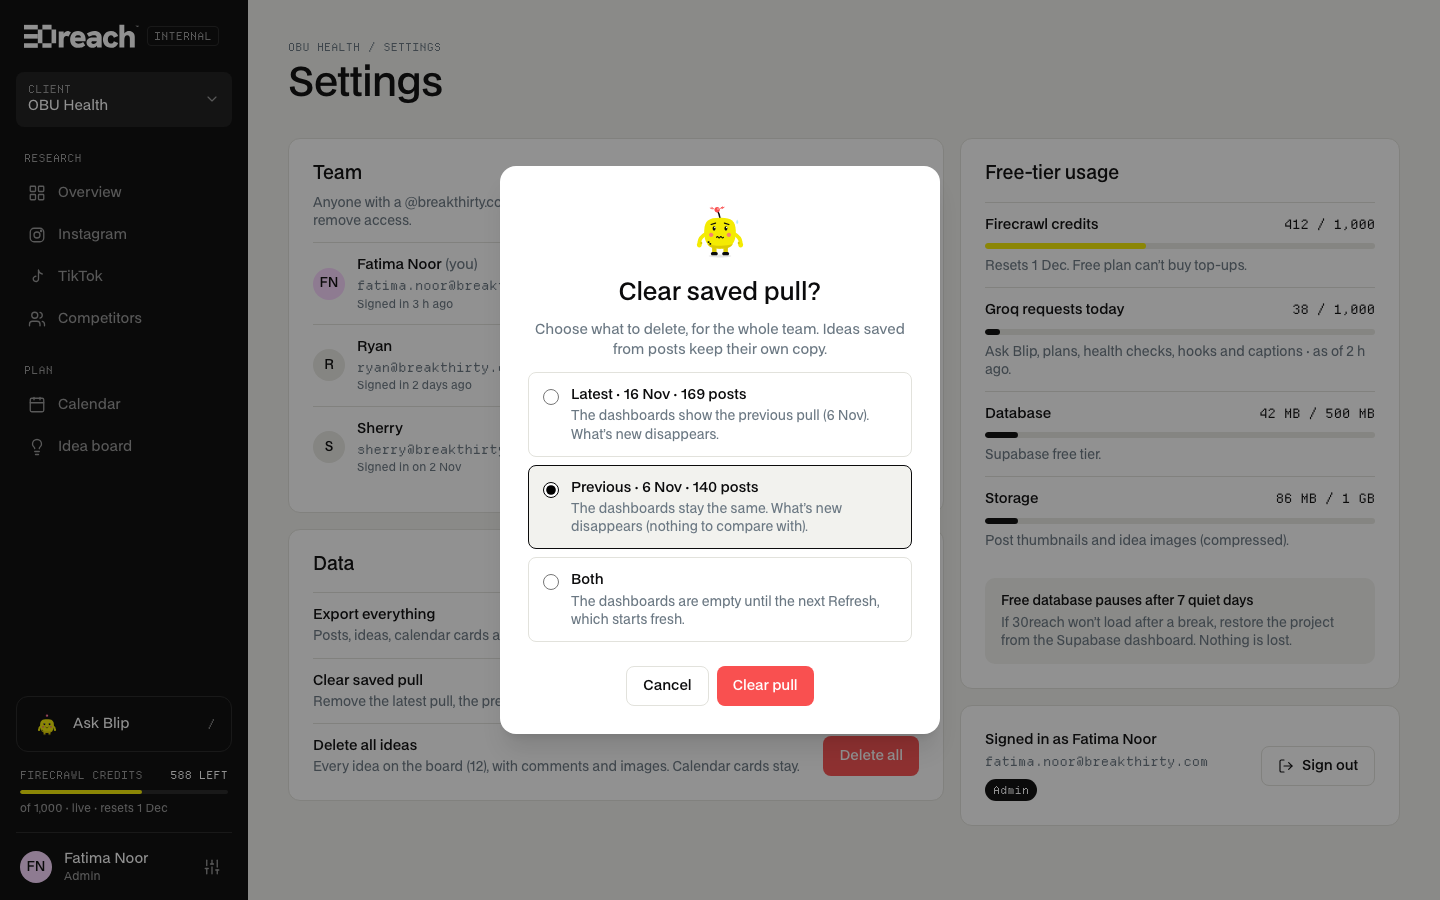 30reach
INTERNAL
CLIENT
OBU Health
RESEARCH
Overview
Instagram
TikTok
Competitors
PLAN
Calendar
Idea board
Ask Blip
/
FIRECRAWL CREDITS 588 LEFT
of 1,000 · live · resets 1 Dec
FN
Fatima Noor
Admin
OBU HEALTH / SETTINGS
Settings
Team
Anyone with a @breakthirty.co
remove access.
FN
Fatima Noor (you)
fatima.noor@break
Signed in 3 h ago
R
Ryan
ryan@breakthirty.
Signed in 2 days ago
S
Sherry
sherry@breakthirty
Signed in on 2 Nov
Data
Export everything
Posts, ideas, calendar cards a
Clear saved pull
Remove the latest pull, the pre
Delete all ideas
Every idea on the board (12), with comments and images. Calendar cards stay.
Delete all
Clear saved pull?
Choose what to delete, for the whole team. Ideas saved
from posts keep their own copy.
Latest · 16 Nov · 169 posts
The dashboards show the previous pull (6 Nov).
What's new disappears.
Previous · 6 Nov · 140 posts
The dashboards stay the same. What's new
disappears (nothing to compare with).
Both
The dashboards are empty until the next Refresh,
which starts fresh.
Cancel
Clear pull
Free-tier usage
Firecrawl credits 412 / 1,000
Resets 1 Dec. Free plan can't buy top-ups.
Groq requests today 38 / 1,000
Ask Blip, plans, health checks, hooks and captions · as of 2 h
ago.
Database 42 MB / 500 MB
Supabase free tier.
Storage 86 MB / 1 GB
Post thumbnails and idea images (compressed).
Free database pauses after 7 quiet days
If 30reach won't load after a break, restore the project
from the Supabase dashboard. Nothing is lost.
Signed in as Fatima Noor
fatima.noor@breakthirty.com
Admin
Sign out